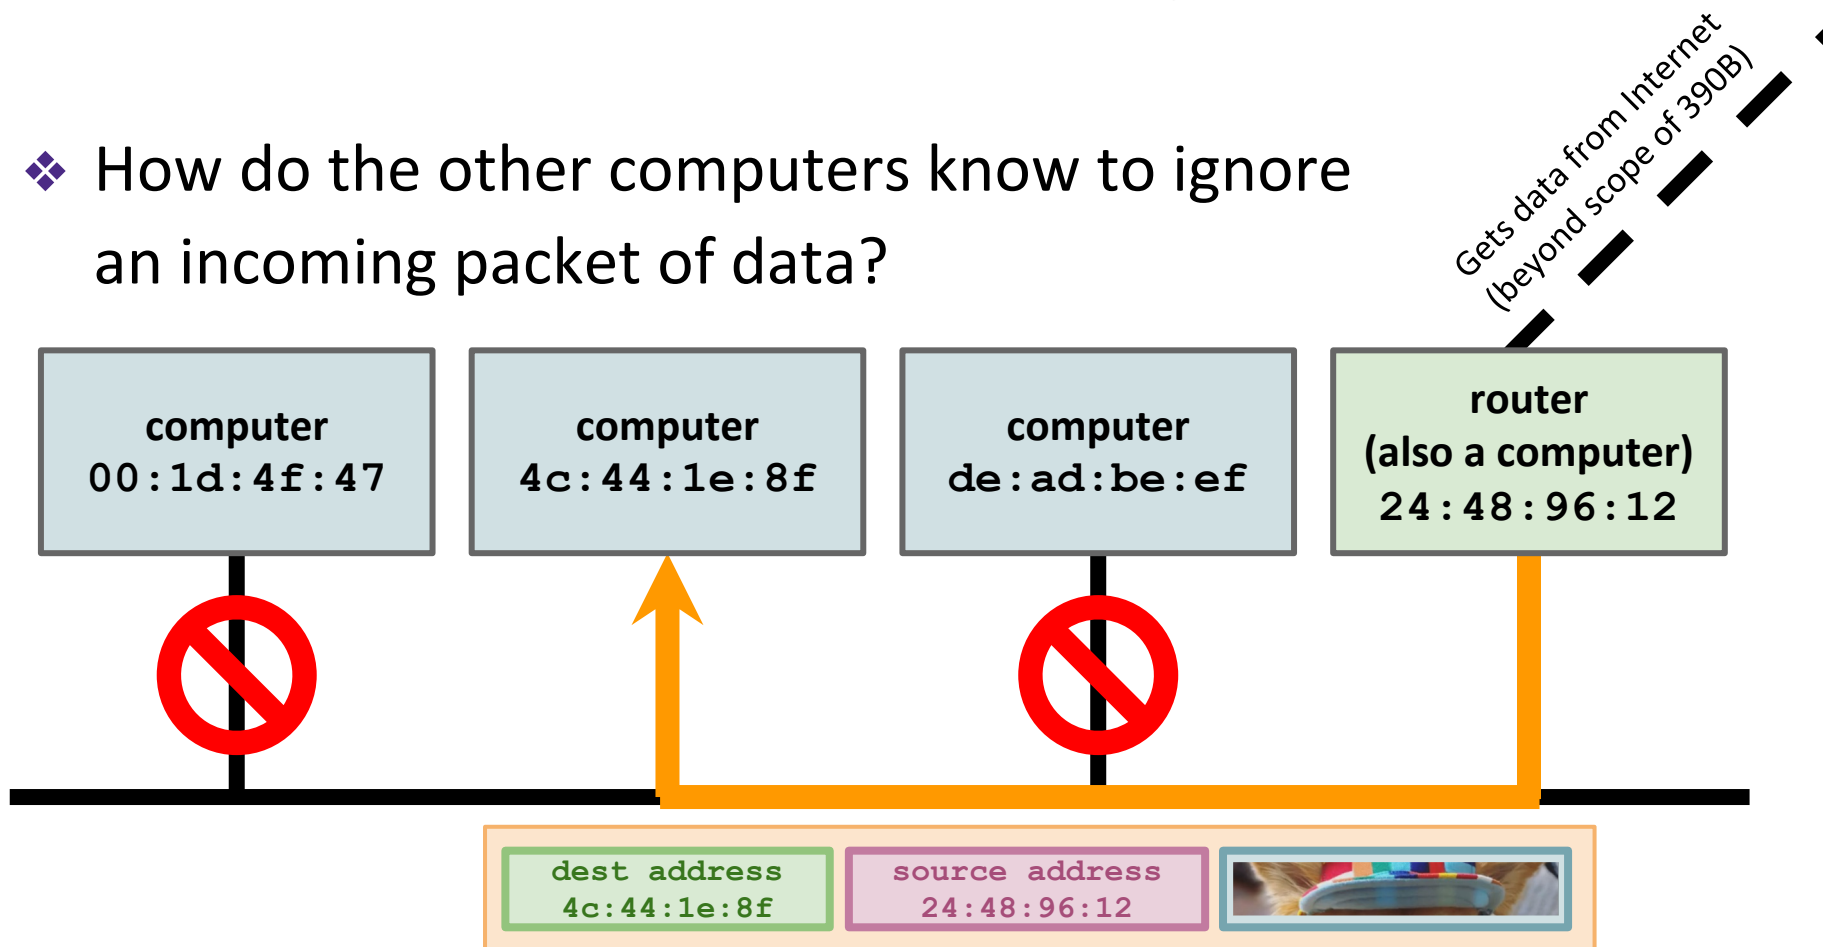 Gets data from Internet
(beyond scope of 390B)
❖ How do the other computers know to ignore
an incoming packet of data?
computer
00:1d:4f:47
computer
4c:44:1e:8f
computer
de:ad:be:ef
router
(also a computer)
24:48:96:12
dest address
4c:44:1e:8f
source address
24:48:96:12